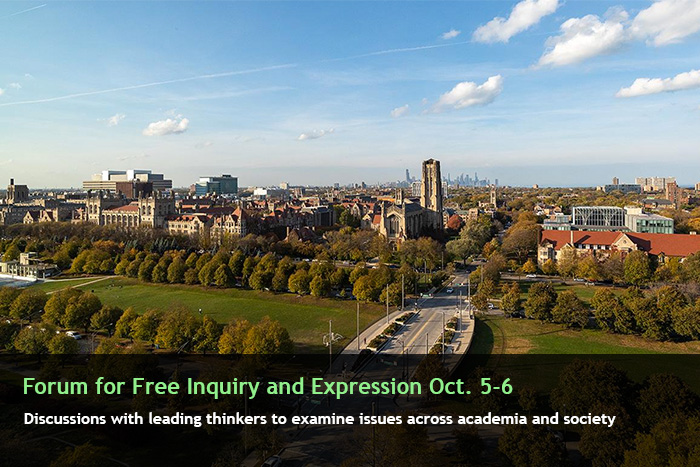 Forum for Free Inquiry and Expression Oct. 5-6
Discussions with leading thinkers to examine issues across academia and society